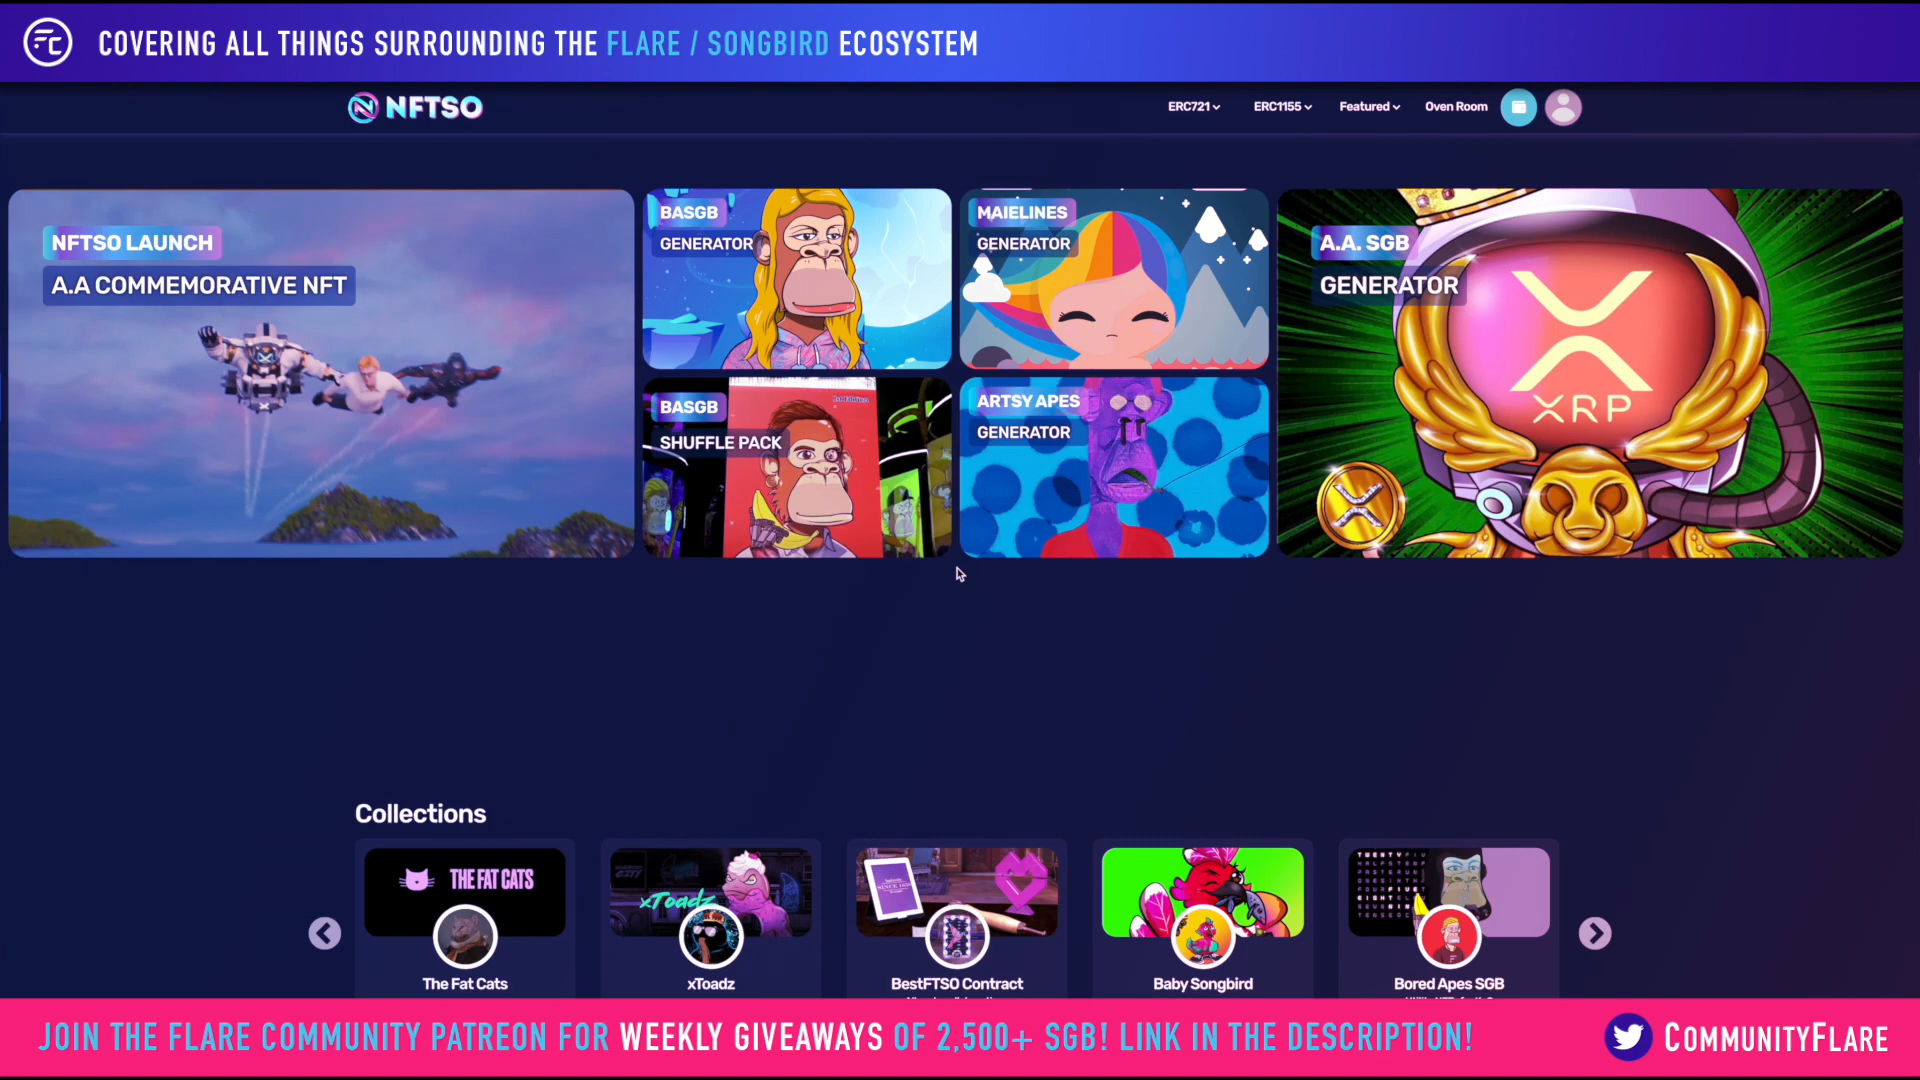 COVERING ALL THINGS SURROUNDING THE FLARE / SONGBIRD ECOSYSTEM
NFTSO
ERC721
ERC1155
Featured
Oven Room
NFTSO LAUNCH
A.A COMMEMORATIVE NFT
BASGB
GENERATOR
MAIELINES
GENERATOR
A.A. SGB
GENERATOR
XRP
BASGB
SHUFFLE PACK
1st Edition
ARTSY APES
GENERATOR
Collections
THE FAT CATS
xToadz
SINCE
The Fat Cats
xToadz
BestFTSO Contract
Baby Songbird
Bored Apes SGB
JOIN THE FLARE COMMUNITY PATREON FOR WEEKLY GIVEAWAYS OF 2,500+ SGB! LINK IN THE DESCRIPTION!
COMMUNITYFLARE